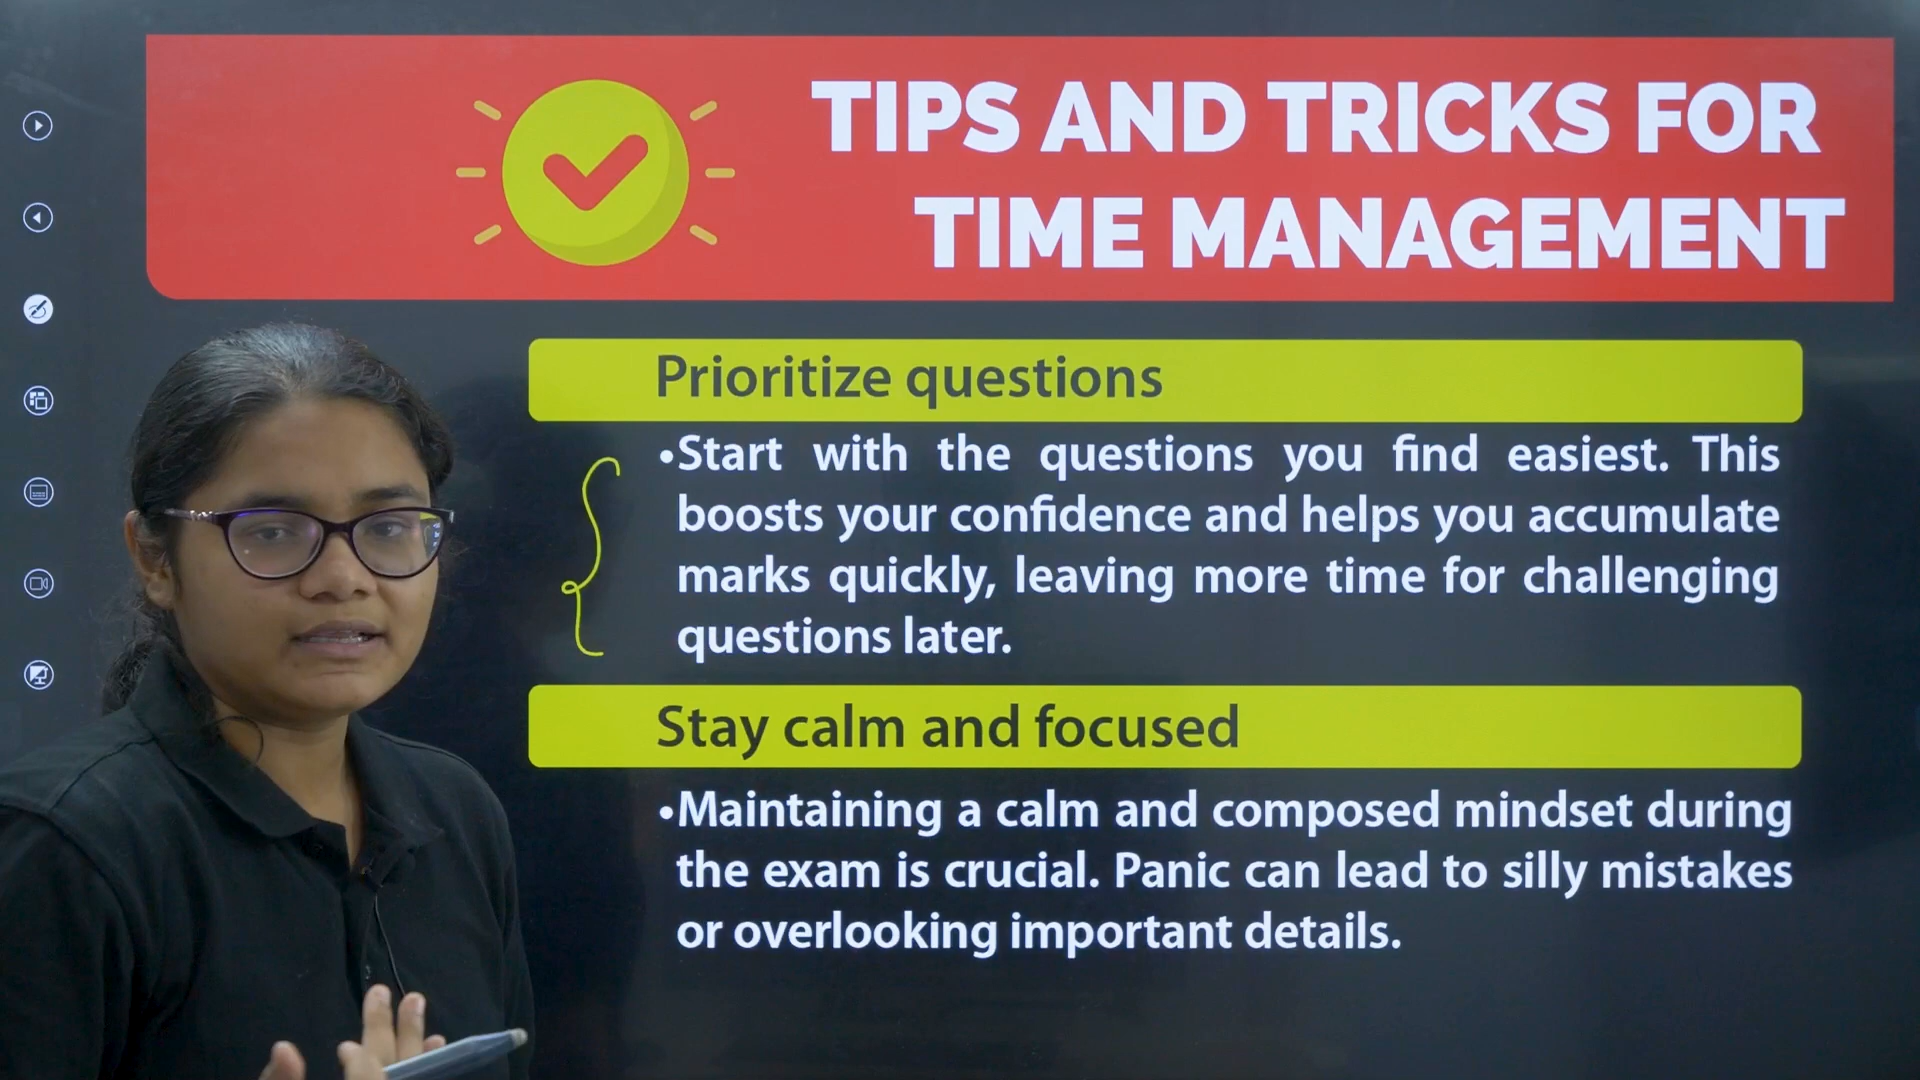 TIPS AND TRICKS FOR
TIME MANAGEMENT
Prioritize questions
•Start with the questions you find easiest. This
boosts your confidence and helps you accumulate
marks quickly, leaving more time for challenging
questions later.
Stay calm and focused
•Maintaining a calm and composed mindset during
the exam is crucial. Panic can lead to silly mistakes
or overlooking important details.